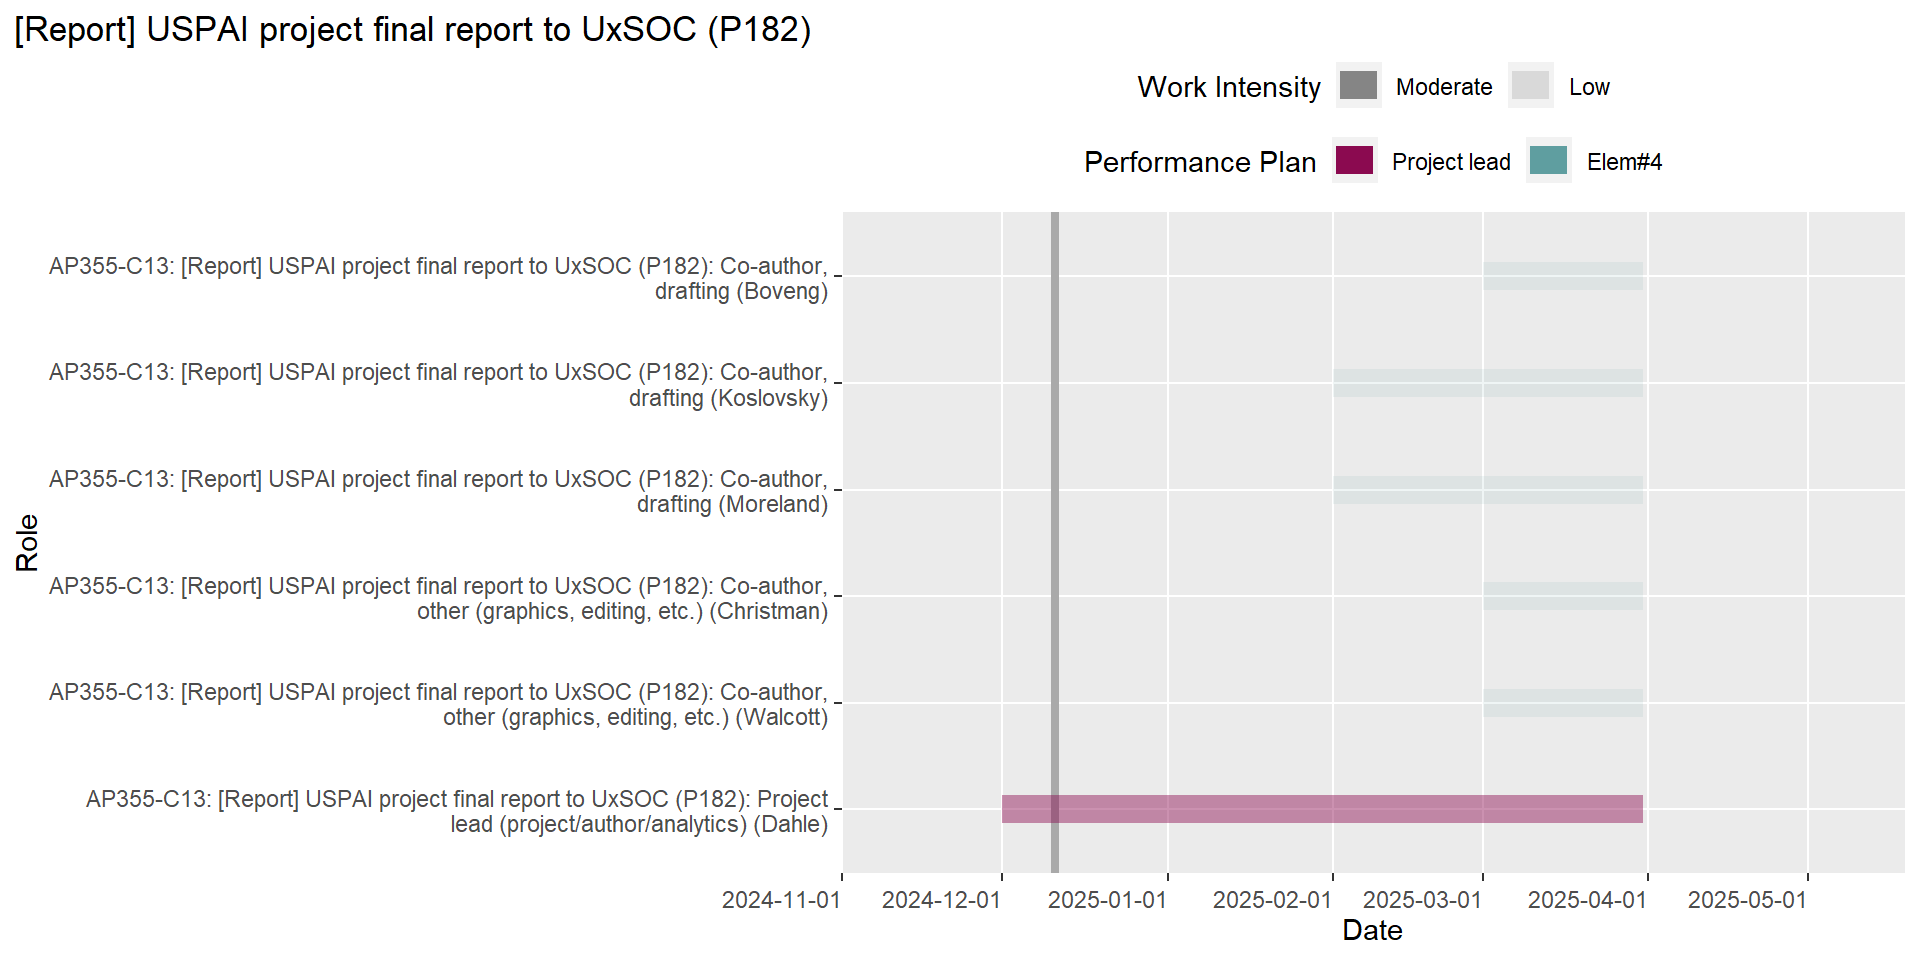 [Report] USPAI project final report to UxSOC (P182)
Work Intensity Moderate Low
Performance Plan Project lead Elem#4
Role
AP355-C13: [Report] USPAI project final report to UxSOC (P182): Co-author,
drafting (Boveng)
AP355-C13: [Report] USPAI project final report to UxSOC (P182): Co-author,
drafting (Koslovsky)
AP355-C13: [Report] USPAI project final report to UxSOC (P182): Co-author,
drafting (Moreland)
AP355-C13: [Report] USPAI project final report to UxSOC (P182): Co-author,
other (graphics, editing, etc.) (Christman)
AP355-C13: [Report] USPAI project final report to UxSOC (P182): Co-author,
other (graphics, editing, etc.) (Walcott)
AP355-C13: [Report] USPAI project final report to UxSOC (P182): Project
lead (project/author/analytics) (Dahle)
2024-11-01 2024-12-01 2025-01-01 2025-02-01 2025-03-01 2025-04-01 2025-05-01
Date